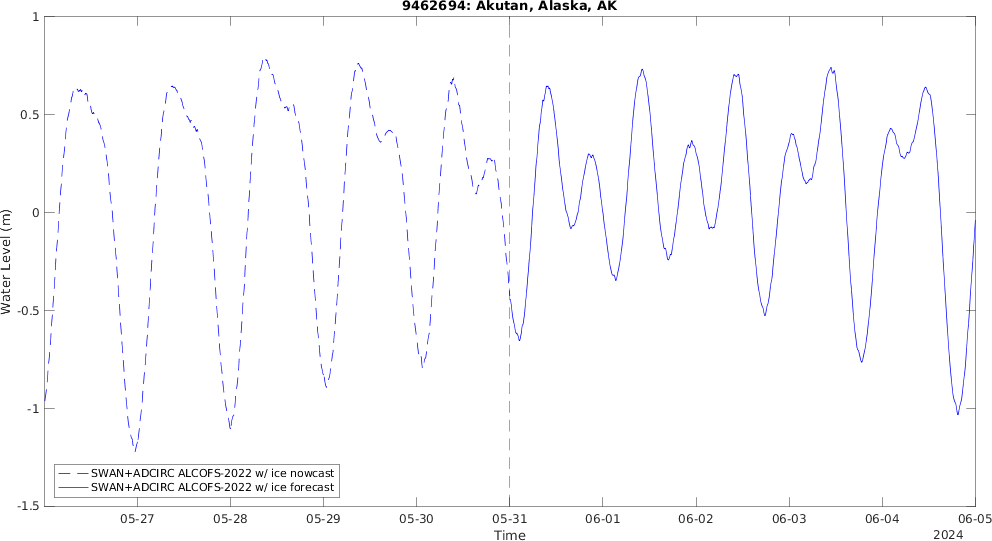 9462694: Akutan, Alaska, AK
1
0.5
0
-0.5
-1
-1.5
Water Level (m)
SWAN+ADCIRC ALCOFS-2022 w/ ice nowcast
SWAN+ADCIRC ALCOFS-2022 w/ ice forecast
05-27 05-28 05-29 05-30 05-31 06-01 06-02 06-03 06-04 06-05
Time
2024